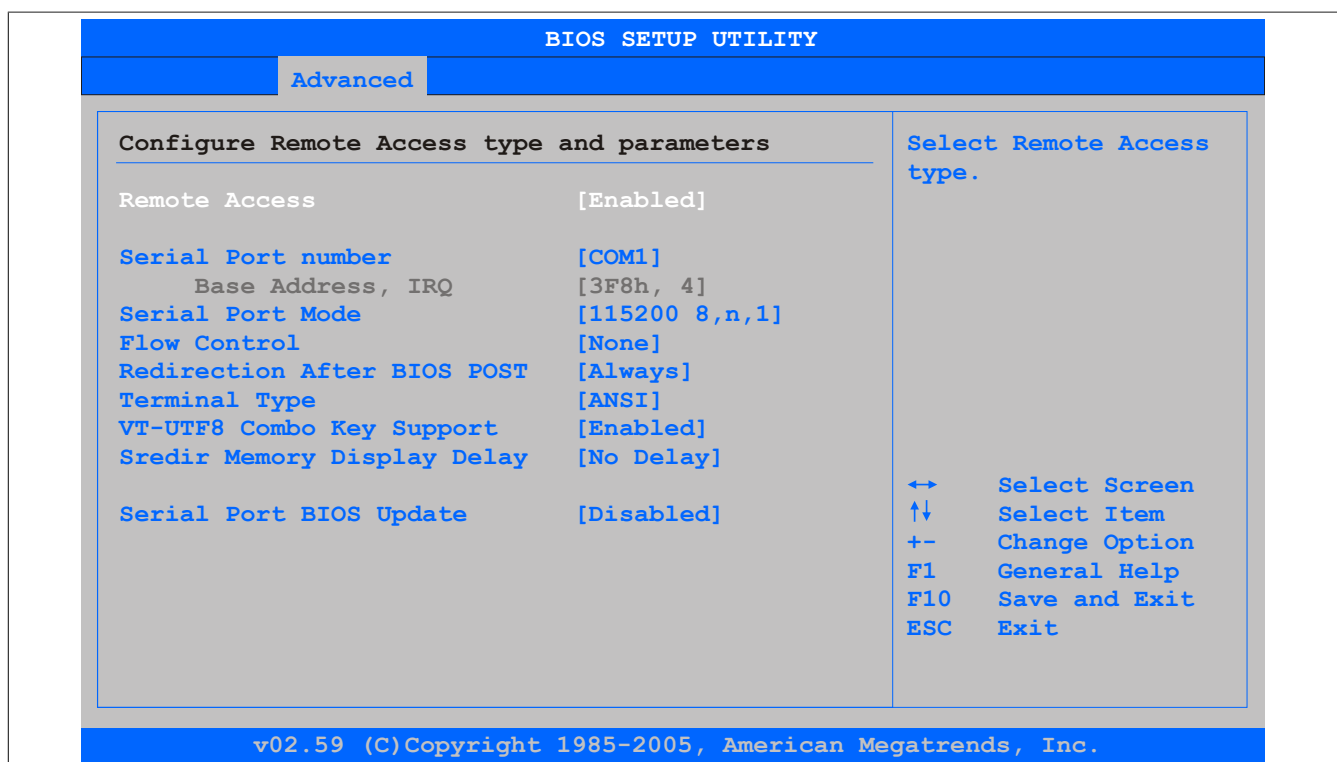 BIOS SETUP UTILITY
Advanced
Configure Remote Access type and parameters
Remote Access [Enabled]
Serial Port number [COM1]
Base Address, IRQ [3F8h, 4]
Serial Port Mode [115200 8,n,1]
Flow Control [None]
Redirection After BIOS POST [Always]
Terminal Type [ANSI]
VT-UTF8 Combo Key Support [Enabled]
Sredir Memory Display Delay [No Delay]
Serial Port BIOS Update [Disabled]
Select Remote Access
type.
↔ Select Screen
↑↓ Select Item
+- Change Option
F1 General Help
F10 Save and Exit
ESC Exit
v02.59 (C)Copyright 1985-2005, American Megatrends, Inc.